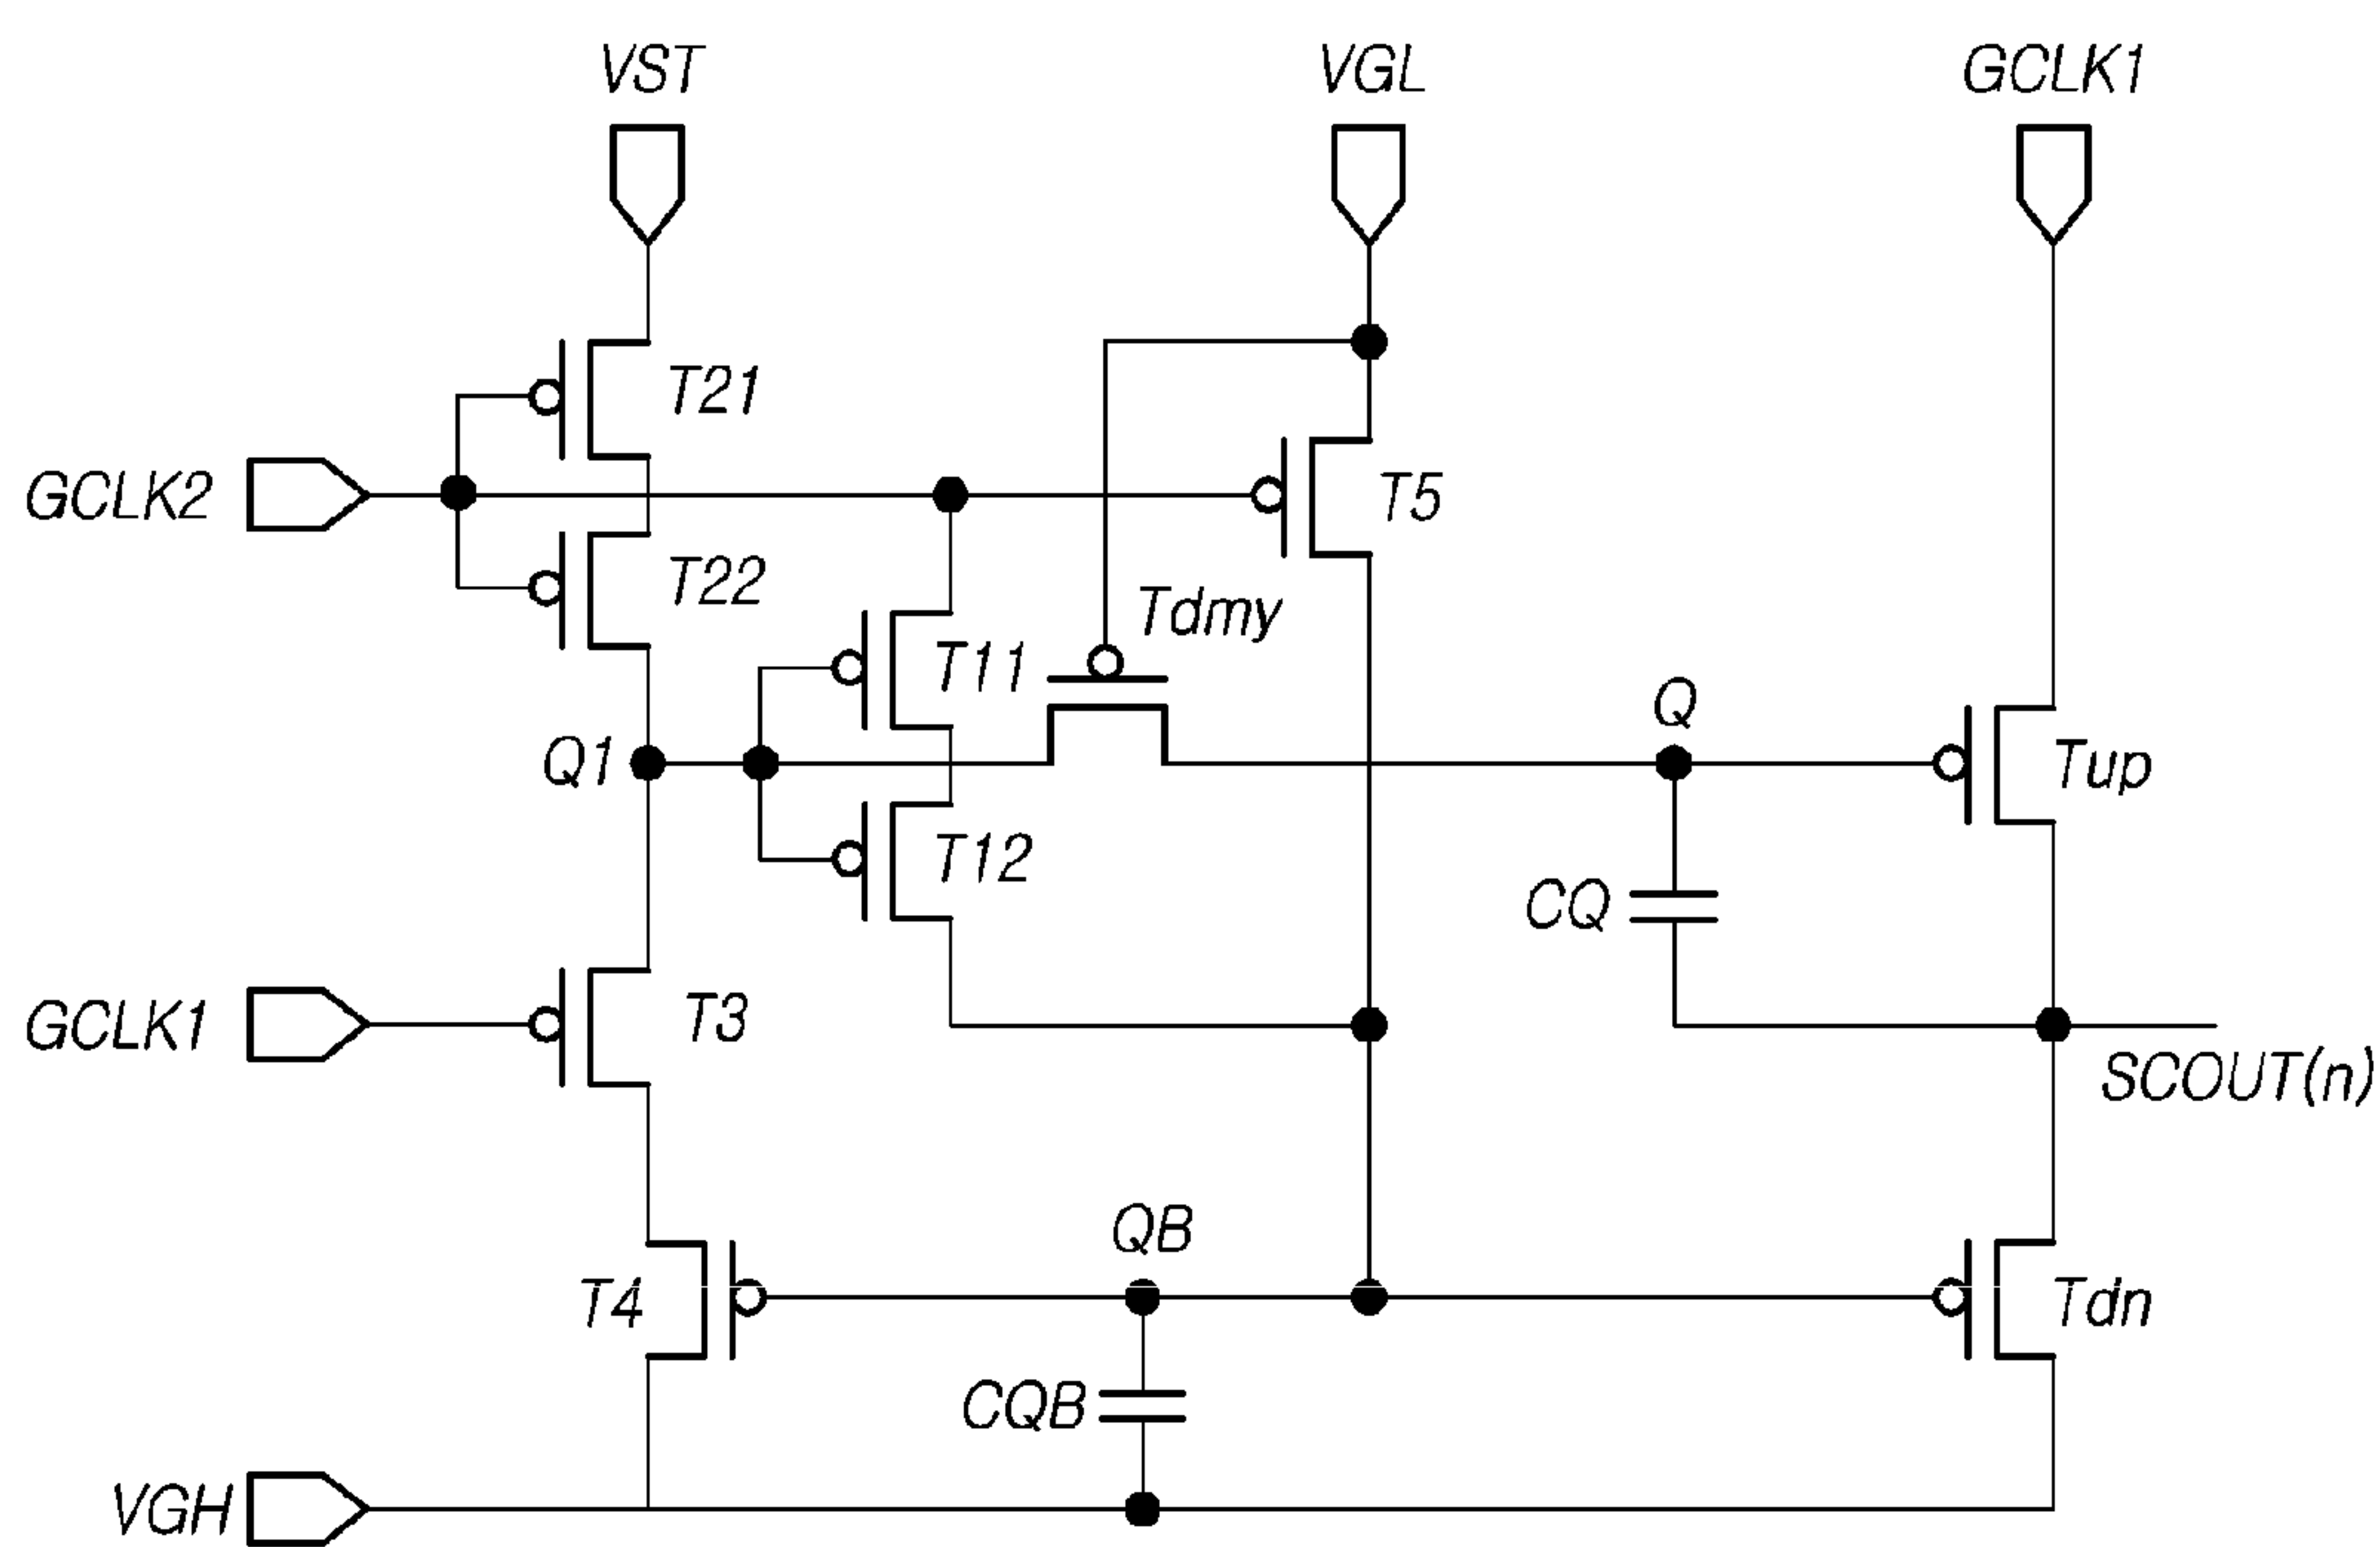 VST
VGL
GCLK1
T21
GCLK2
T5
T22
Tdmy
T11
Q
Q1
Tup
T12
CQ
GCLK1
T3
SCOUT(n)
QB
T4
Tdn
CQB
VGH